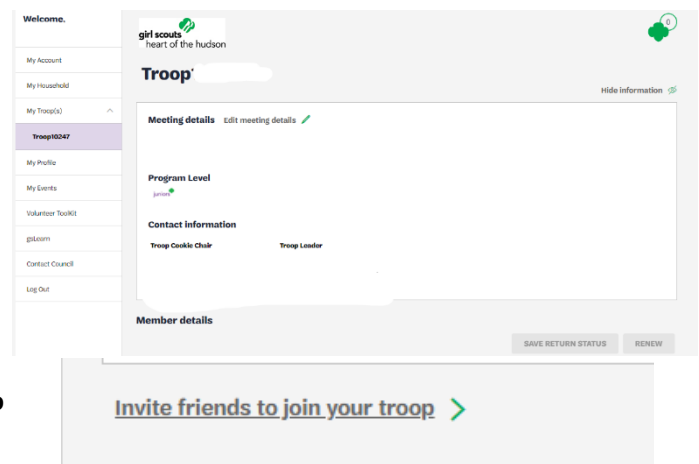 Welcome.
girl scouts
heart of the hudson
0
Troop
My Account
My Household
Hide information
My Troop(s)
Meeting details Edit meeting details
Troop10247
My Profile
Program Level
My Events
juniors
Volunteer ToolKit
Contact information
gsLearn
Troop Cookie Chair Troop Leader
Contact Council
Log Out
Member details
SAVE RETURN STATUS RENEW
Invite friends to join your troop